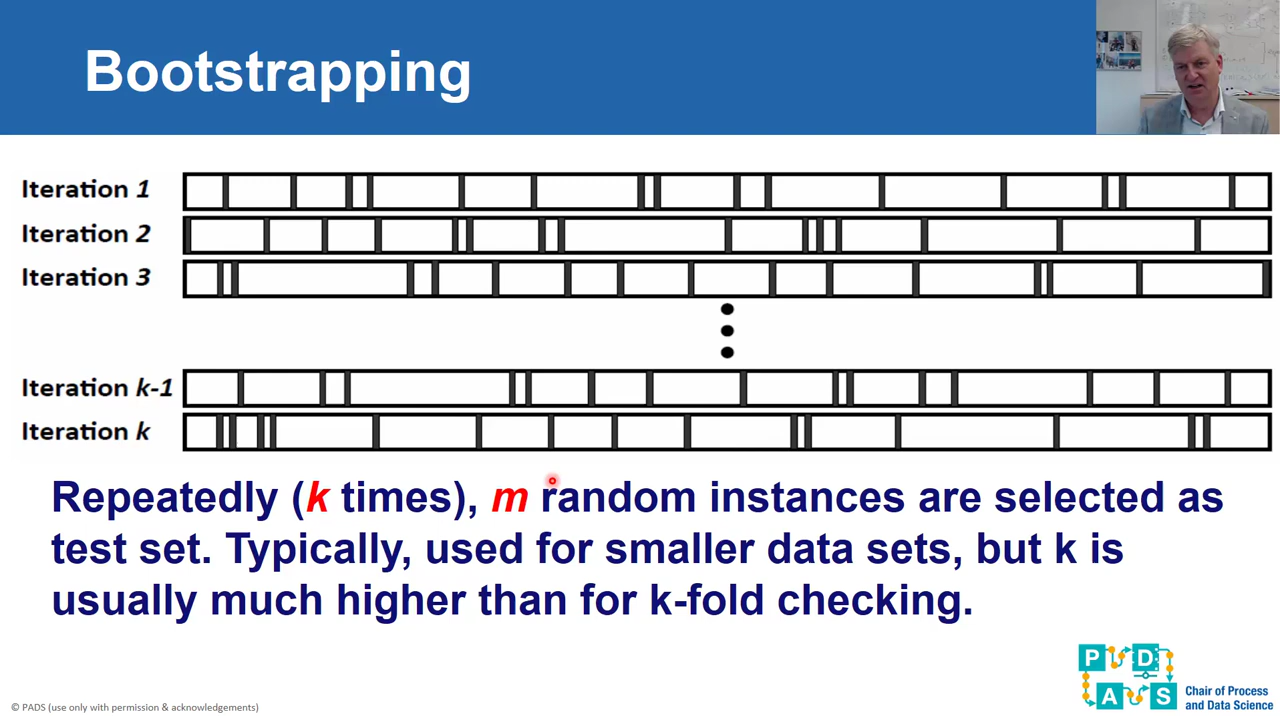 Bootstrapping
Iteration 1
Iteration 2
Iteration 3
Iteration k-1
Iteration k
Repeatedly (k times), m random instances are selected as
test set. Typically, used for smaller data sets, but k is
usually much higher than for k-fold checking.
P D
A S
Chair of Process
and Data Science
© PADS (use only with permission & acknowledgements)